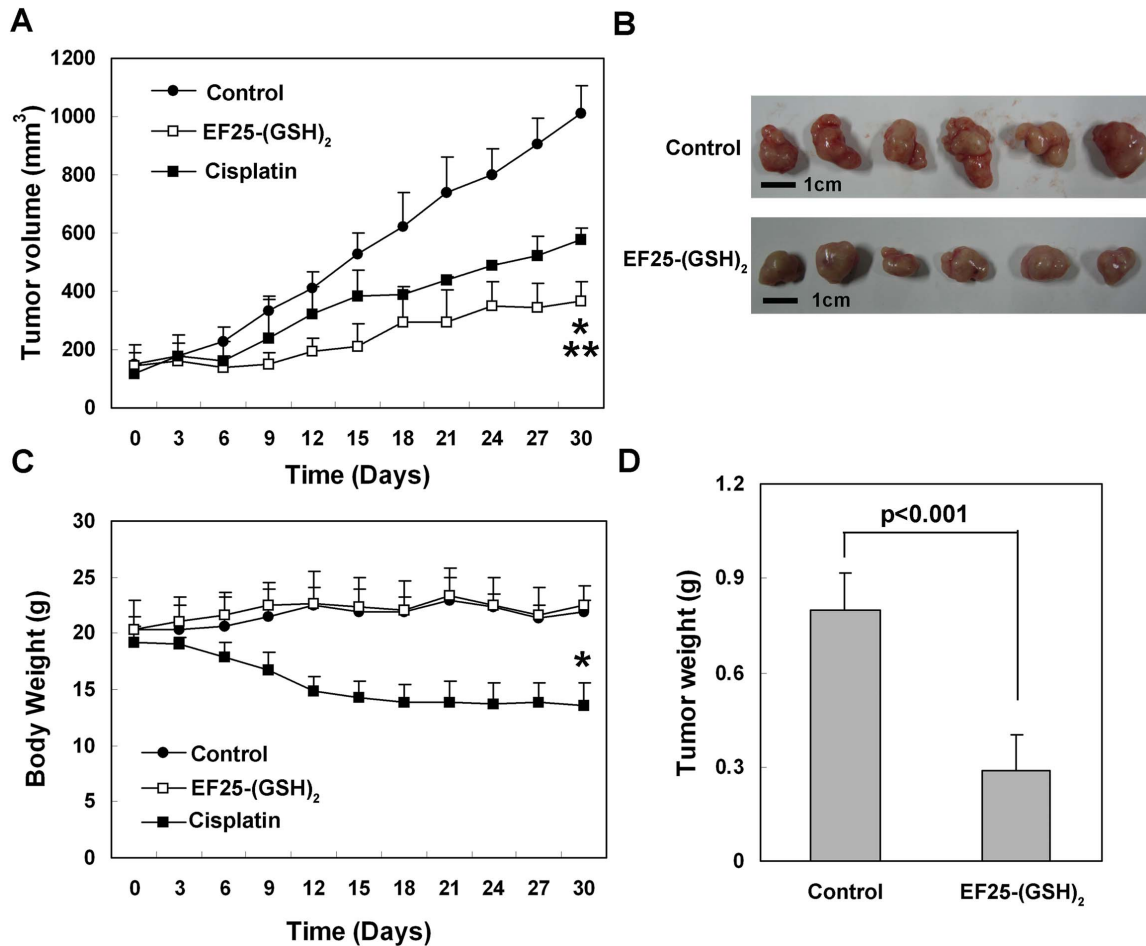 A
Tumor volume (mm³)
1200
1000
800
600
400
200
0
Control
EF25-(GSH)₂
Cisplatin
*
**
0 3 6 9 12 15 18 21 24 27 30
Time (Days)
B
Control
1cm
EF25-(GSH)₂
1cm
C
Body Weight (g)
30
25
20
15
10
5
0
*
Control
EF25-(GSH)₂
Cisplatin
0 3 6 9 12 15 18 21 24 27 30
Time (Days)
D
Tumor weight (g)
1.2
0.9
0.6
0.3
0
p<0.001
Control EF25-(GSH)₂